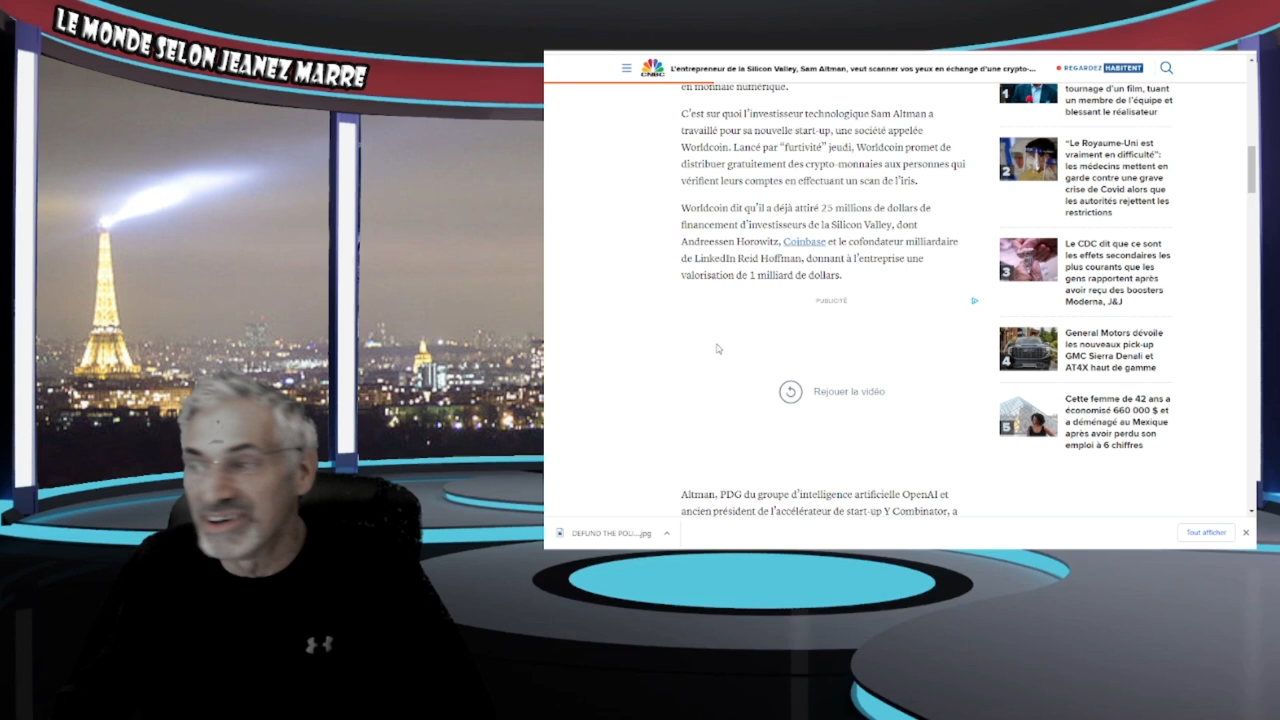 LE MONDE SELON JEANEZ MARRE
CNBC
L'entrepreneur de la Silicon Valley, Sam Altman, veut scanner vos yeux en échange d'une crypto-...
REGARDEZ HABITENT
en monnaie numérique.
C'est sur quoi l'investisseur technologique Sam Altman a
travaillé pour sa nouvelle start-up, une société appelée
Worldcoin. Lancé par "furtivité" jeudi, Worldcoin promet de
distribuer gratuitement des crypto-monnaies aux personnes qui
vérifient leurs comptes en effectuant un scan de l'iris.
Worldcoin dit qu'il a déjà attiré 25 millions de dollars de
financement d'investisseurs de la Silicon Valley, dont
Andreessen Horowitz, Coinbase et le cofondateur milliardaire
de LinkedIn Reid Hoffman, donnant à l'entreprise une
valorisation de 1 milliard de dollars.
PUBLICITÉ
Rejouer la vidéo
Altman, PDG du groupe d'intelligence artificielle OpenAI et
ancien président de l'accélérateur de start-up Y Combinator, a
1
tournage d'un film, tuant
un membre de l'équipe et
blessant le réalisateur
2
"Le Royaume-Uni est
vraiment en difficulté":
les médecins mettent en
garde contre une grave
crise de Covid alors que
les autorités rejettent les
restrictions
3
Le CDC dit que ce sont
les effets secondaires les
plus courants que les
gens rapportent après
avoir reçu des boosters
Moderna, J&J
4
General Motors dévoile
les nouveaux pick-up
GMC Sierra Denali et
AT4X haut de gamme
5
Cette femme de 42 ans a
économisé 660 000 $ et
a déménagé au Mexique
après avoir perdu son
emploi à 6 chiffres
DEFUND THE POLI....jpg
Tout afficher